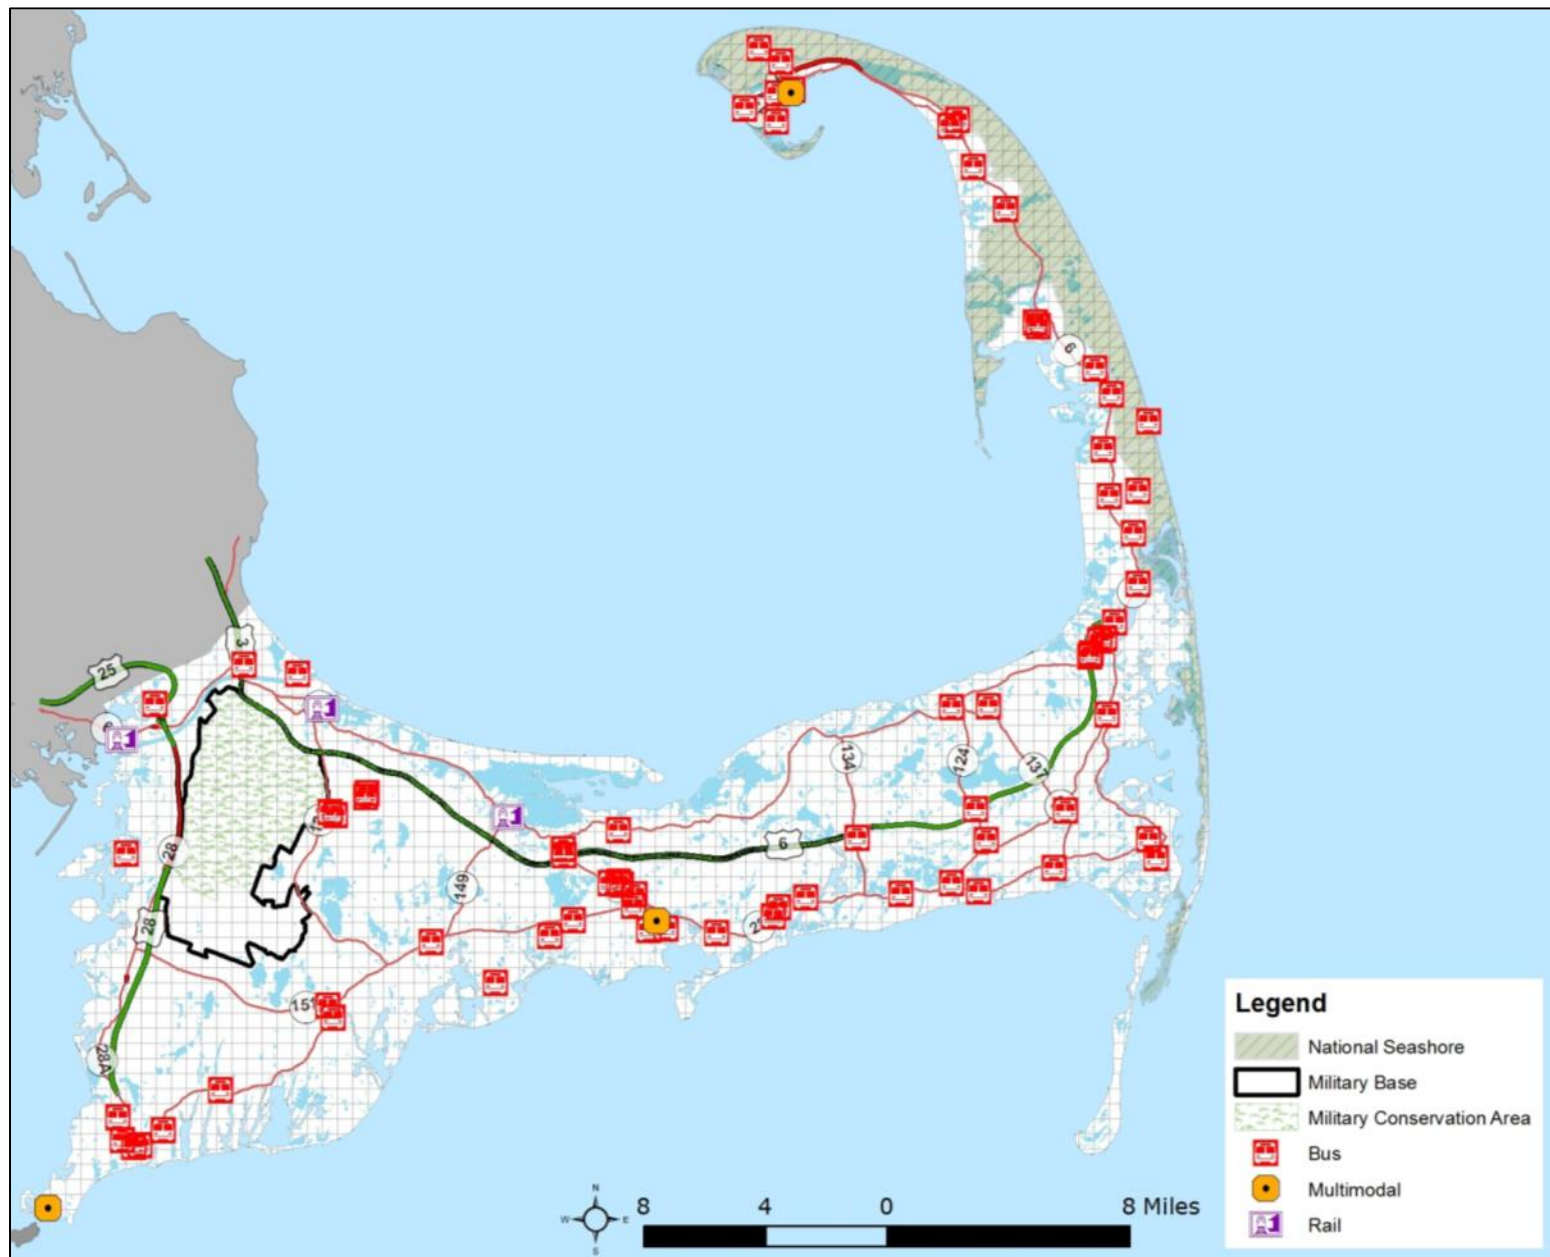 6
3
25
6
134
124
137
28
6
149
28
151
28A
Legend
National Seashore
Military Base
Military Conservation Area
Bus
Multimodal
Rail
N
W E
S
8 4 0 8 Miles